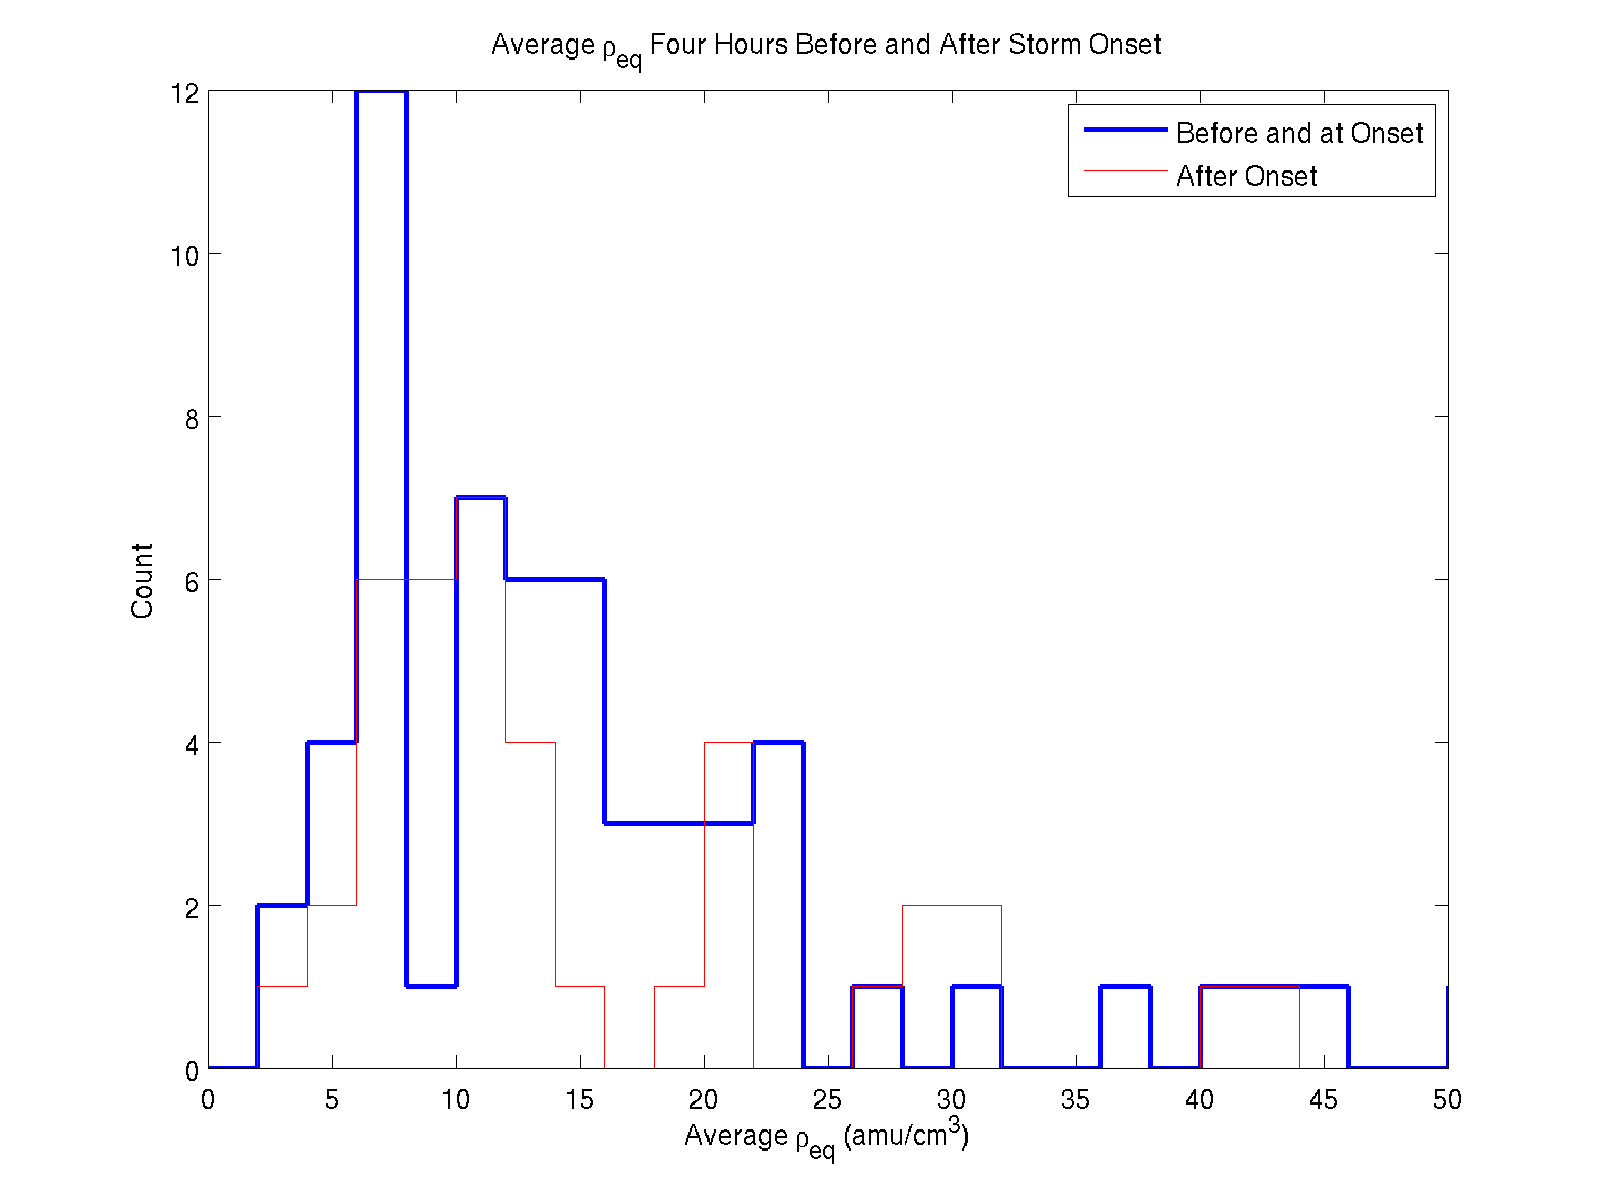 Average ρeq Four Hours Before and After Storm Onset
Before and at Onset
After Onset
12
10
8
6
4
2
0
Count
0 5 10 15 20 25 30 35 40 45 50
Average ρeq (amu/cm3)